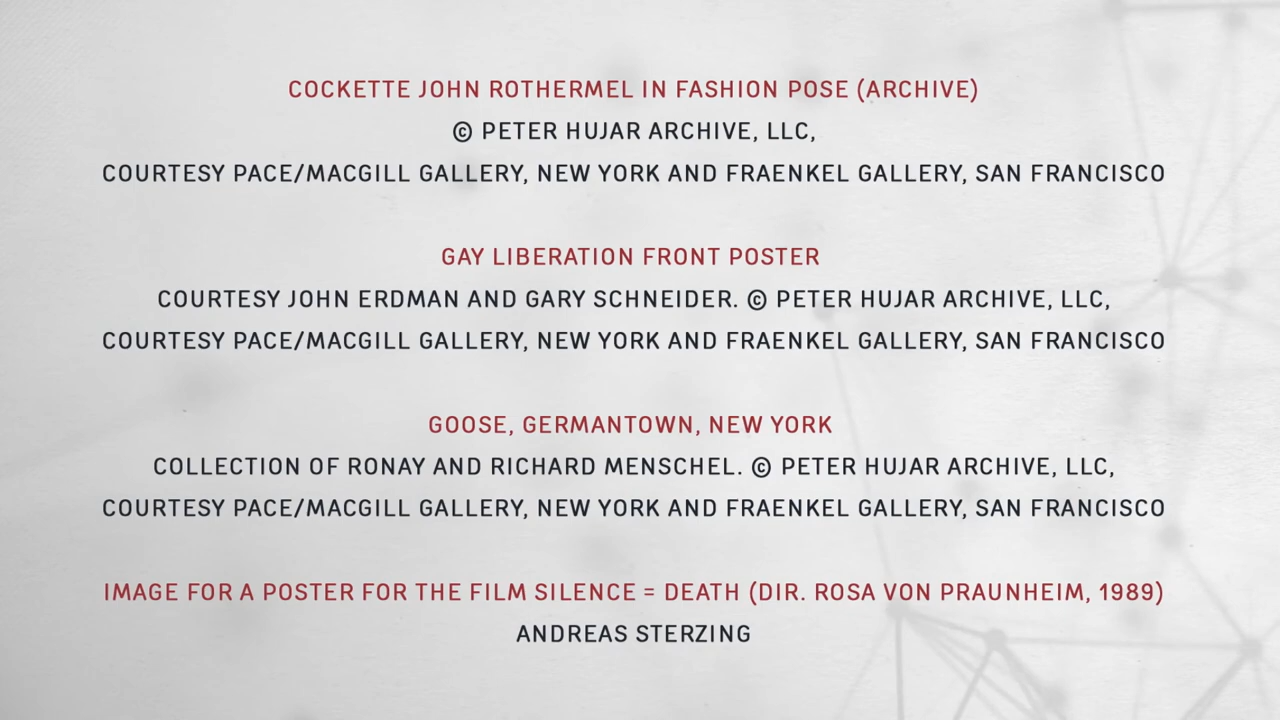 COCKETTE JOHN ROTHERMEL IN FASHION POSE (ARCHIVE)
© PETER HUJAR ARCHIVE, LLC,
COURTESY PACE/MACGILL GALLERY, NEW YORK AND FRAENKEL GALLERY, SAN FRANCISCO
GAY LIBERATION FRONT POSTER
COURTESY JOHN ERDMAN AND GARY SCHNEIDER. © PETER HUJAR ARCHIVE, LLC,
COURTESY PACE/MACGILL GALLERY, NEW YORK AND FRAENKEL GALLERY, SAN FRANCISCO
GOOSE, GERMANTOWN, NEW YORK
COLLECTION OF RONAY AND RICHARD MENSCHEL. © PETER HUJAR ARCHIVE, LLC,
COURTESY PACE/MACGILL GALLERY, NEW YORK AND FRAENKEL GALLERY, SAN FRANCISCO
IMAGE FOR A POSTER FOR THE FILM SILENCE = DEATH (DIR. ROSA VON PRAUNHEIM, 1989)
ANDREAS STERZING